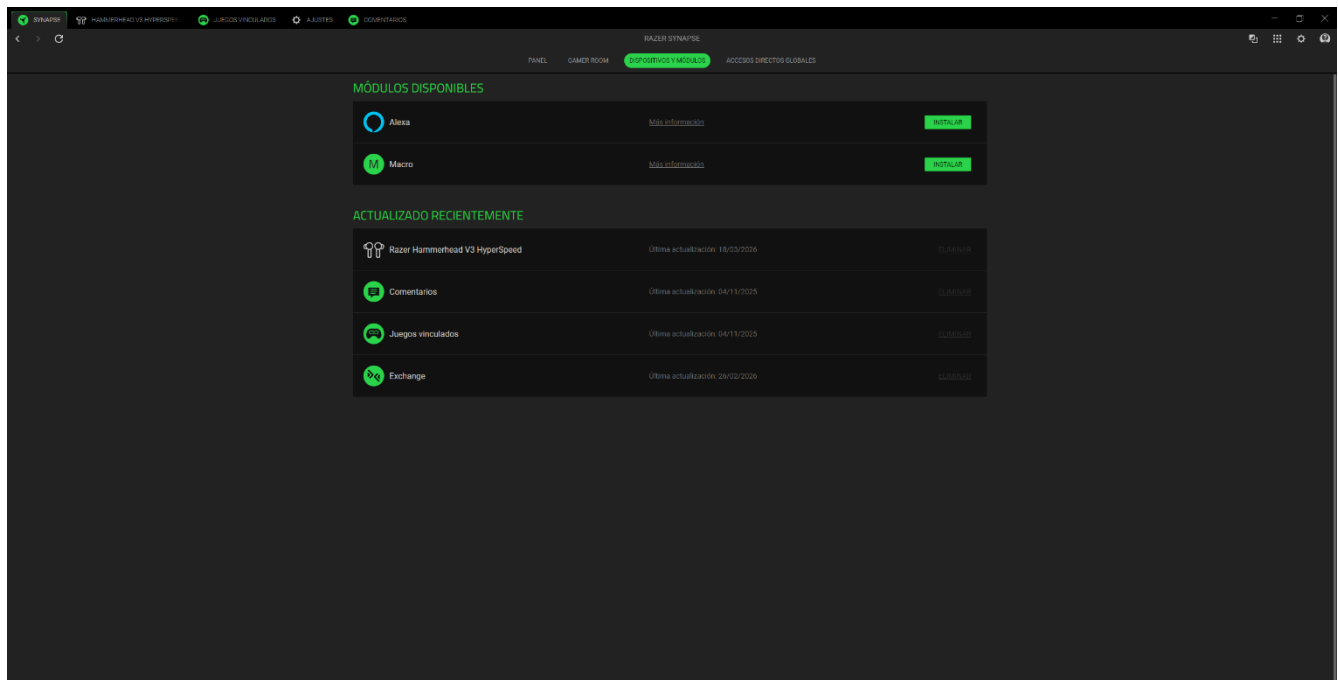 SYNAPSE HAMMERHEAD V3 HYPERSPE JUEGOS VINCULADOS AJUSTES COMENTARIOS
RAZER SYNAPSE
PANEL GAMER ROOM DISPOSITIVOS Y MÓDULOS ACCESOS DIRECTOS GLOBALES
MÓDULOS DISPONIBLES
Alexa Más información INSTALAR
M Macro Más información INSTALAR
ACTUALIZADO RECIENTEMENTE
Razer Hammerhead V3 HyperSpeed Última actualización: 18/03/2026 ELIMINAR
Comentarios Última actualización: 04/11/2025 ELIMINAR
Juegos vinculados Última actualización: 04/11/2025 ELIMINAR
Exchange Última actualización: 26/02/2026 ELIMINAR